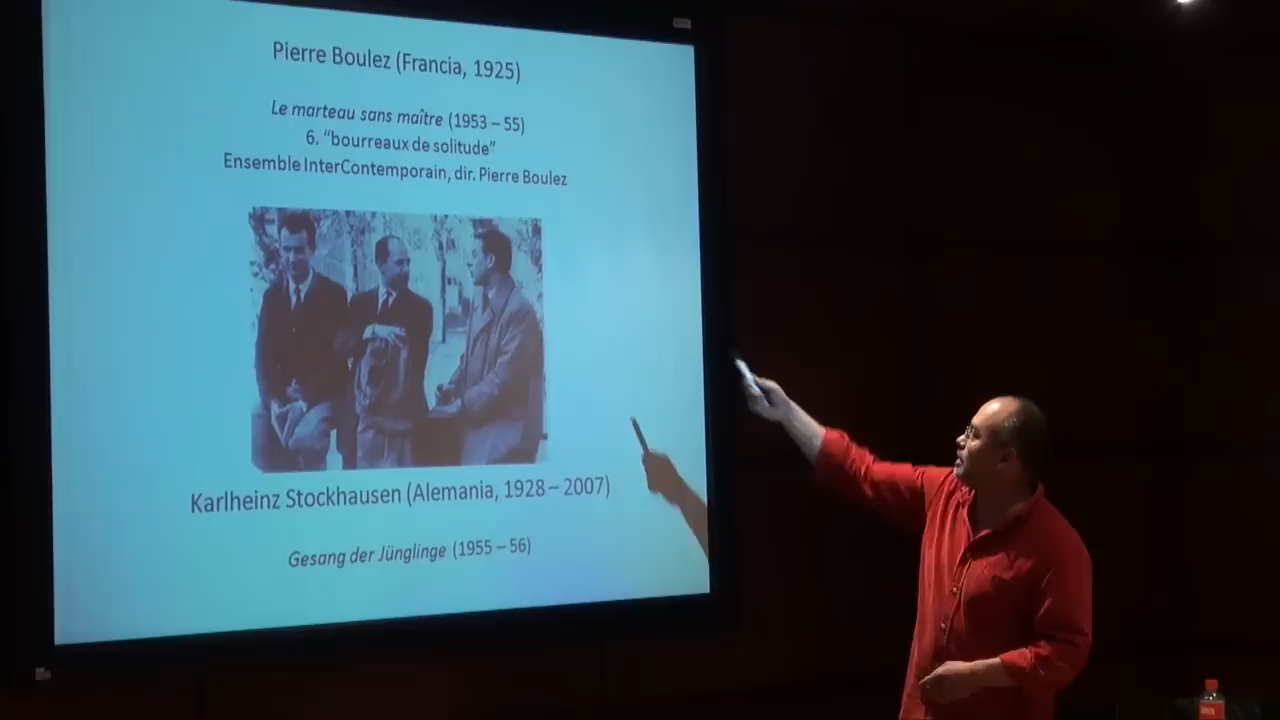 Pierre Boulez (Francia, 1925)
Le marteau sans maître (1953 – 55)
6. “bourreaux de solitude”
Ensemble InterContemporain, dir. Pierre Boulez
Karlheinz Stockhausen (Alemania, 1928 – 2007)
Gesang der Jünglinge (1955 – 56)